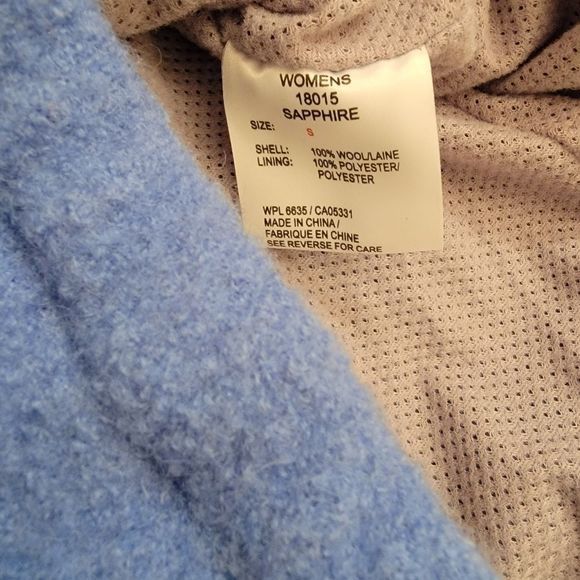 WOMENS
18015
SAPPHIRE
SIZE: S
SHELL: 100% WOOL/LAINE
LINING: 100% POLYESTER/
POLYESTER
WPL 6635 / CA05331
MADE IN CHINA/
FABRIQUE EN CHINE
SEE REVERSE FOR CARE